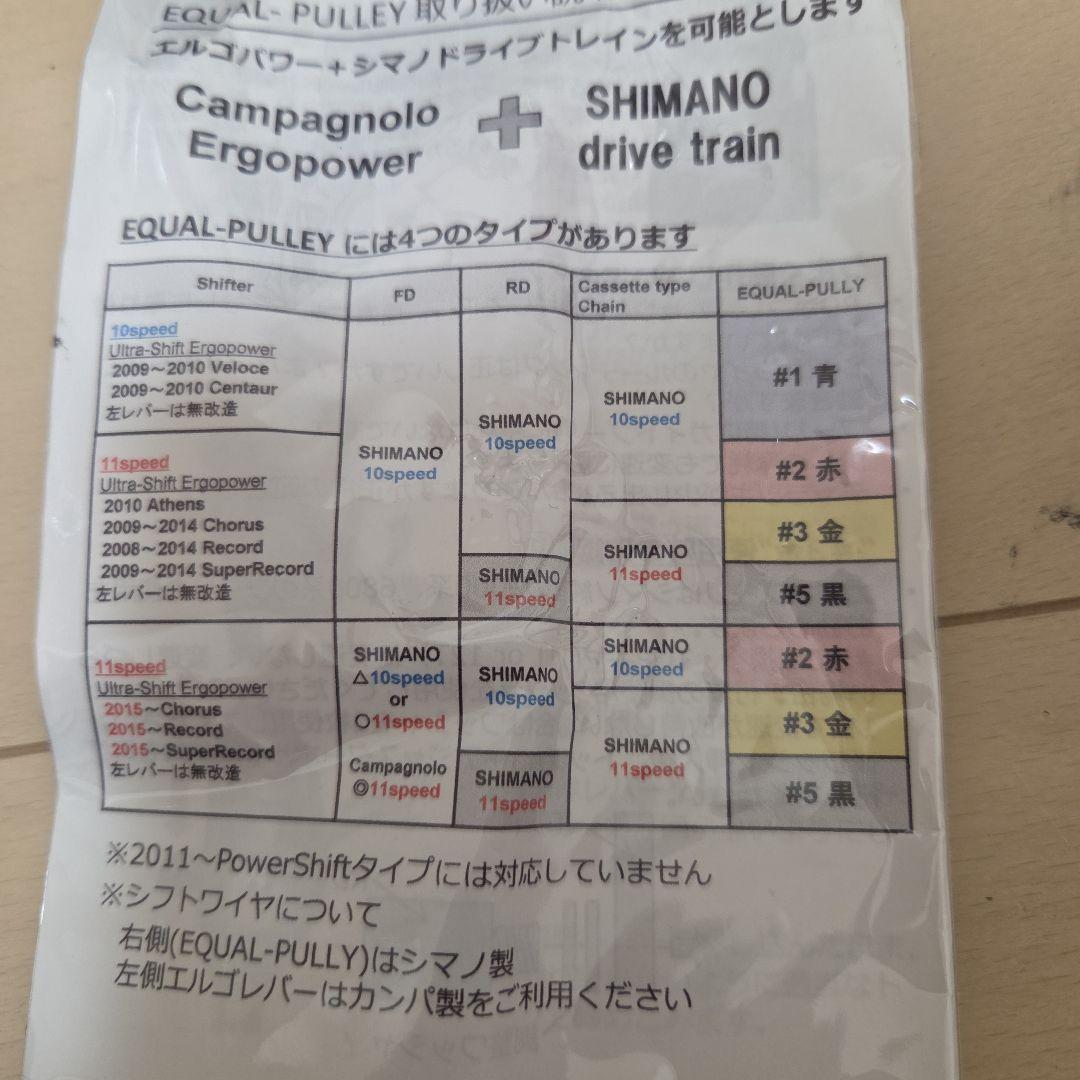 EQUAL- PULLEY 取り扱い
エルゴパワー+シマノドライブトレインを可能とします
Campagnolo
Ergopower
SHIMANO
drive train
EQUAL-PULLEY には4つのタイプがあります
Shifter
FD
RD
Cassette type
Chain
EQUAL-PULLY
10speed
Ultra-Shift Ergopower
2009~2010 Veloce
2009~2010 Centaur
左レバーは無改造
11speed
Ultra-Shift Ergopower
2010 Athens
2009~2014 Chorus
2008~2014 Record
2009~2014 SuperRecord
左レバーは無改造
SHIMANO
10speed
SHIMANO
10speed
SHIMANO
11speed
SHIMANO
10speed
SHIMANO
11speed
#1 青
#2 赤
#3 金
#5 黒
11speed
Ultra-Shift Ergopower
2015~Chorus
2015~Record
2015~SuperRecord
左レバーは無改造
SHIMANO
△10speed
or
○11speed
Campagnolo
◎11speed
SHIMANO
10speed
SHIMANO
11speed
SHIMANO
10speed
SHIMANO
11speed
#2 赤
#3 金
#5 黒
※2011~PowerShiftタイプには対応していません
※シフトワイヤについて
右側(EQUAL-PULLY)はシマノ製
左側エルゴレバーはカンパ製をご利用ください